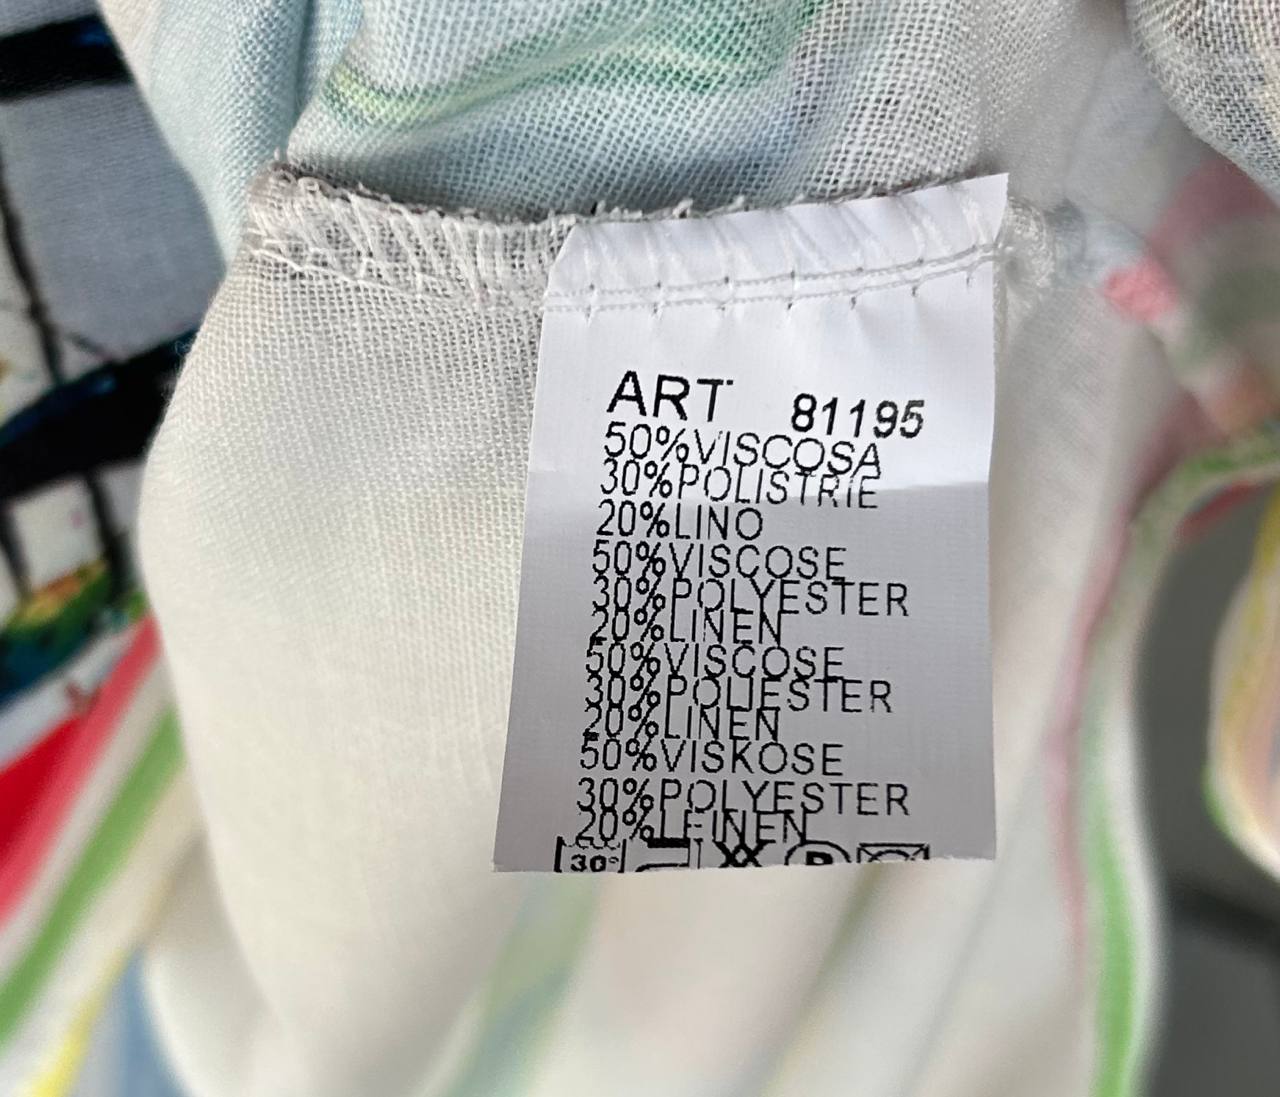 ART 81195
50%VISCOSA
30%POLISTRIE
20%LINO
50%VISCOSE
30%POLYESTER
20%LINEN
50%VISCOSE
30%POLIESTER
20%LINEN
50%VISKOSE
30%POLYESTER
20%LEINEN
30° P